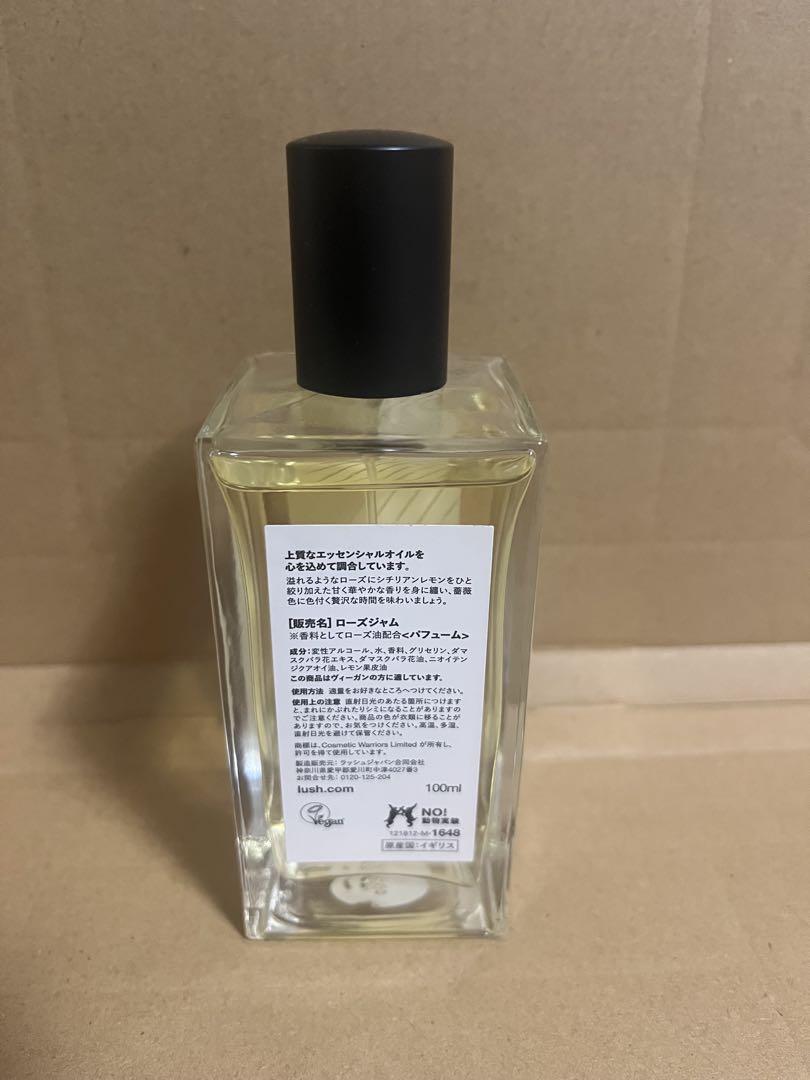 上質なエッセンシャルオイルを
心を込めて調合しています。
溢れるようなローズにシチリアンレモンをひと
絞り加えた甘く華やかな香りを身に纏い、薔薇
色に色付く贅沢な時間を味わいましょう。
[販売名] ローズジャム
※香料としてローズ油配合<パフューム>
成分:変性アルコール、水、香料、グリセリン、ダマ
スクバラ花エキス、ダマスクバラ花油、ニオイテン
ジクアオイ油、レモン果皮油
この商品はヴィーガンの方に適しています。
使用方法 適量をお好きなところへつけてください。
使用上の注意 直射日光のあたる箇所につけます
と、まれにかぶれたりシミになることがありますの
でご注意ください。商品の色が衣類に移ることが
ありますので、お気をつけください。高温、多湿、
直射日光を避けて保管ください。
商標は、Cosmetic Warriors Limited が所有し、
許可を得て使用しています。
製造販売元:ラッシュジャパン合同会社
神奈川県愛甲郡愛川町中津4027番3
お問合せ先:0120-125-204
lush.com 100ml
Vegan
NO!
動物実験
121812-M-1648
原産国:イギリス